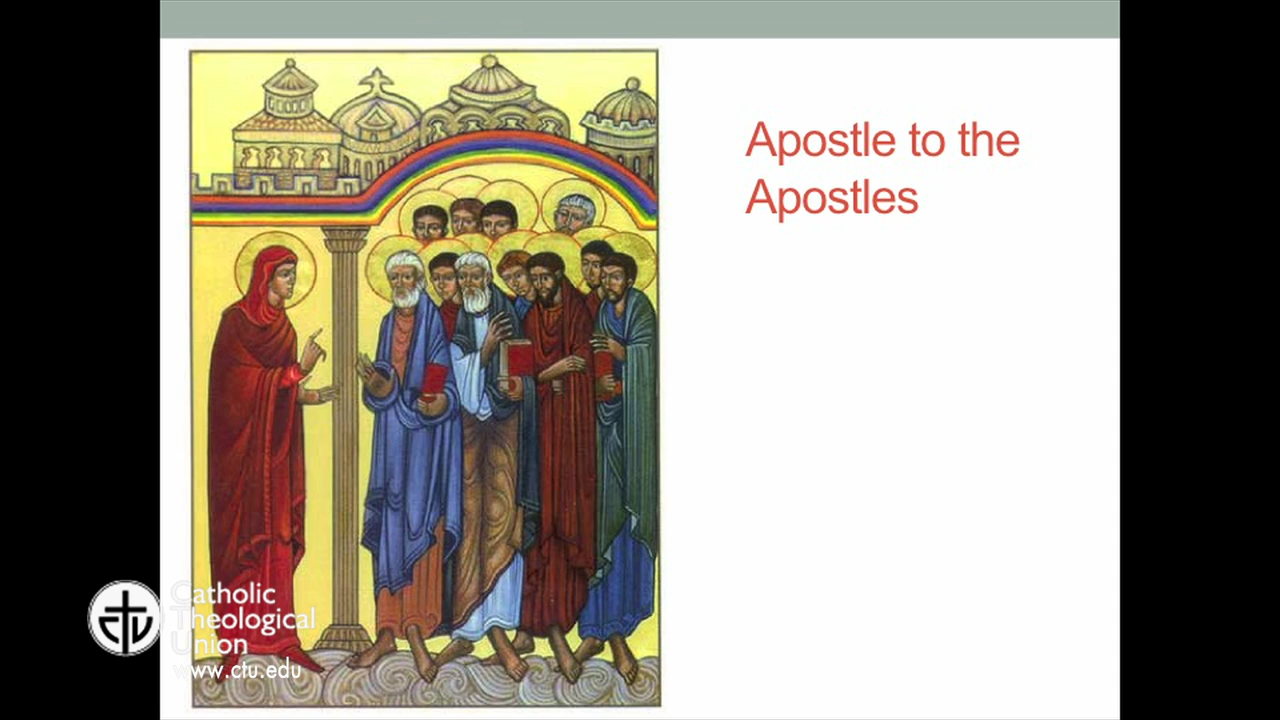 Apostle to the
Apostles
Catholic
Theological
Union
www.ctu.edu